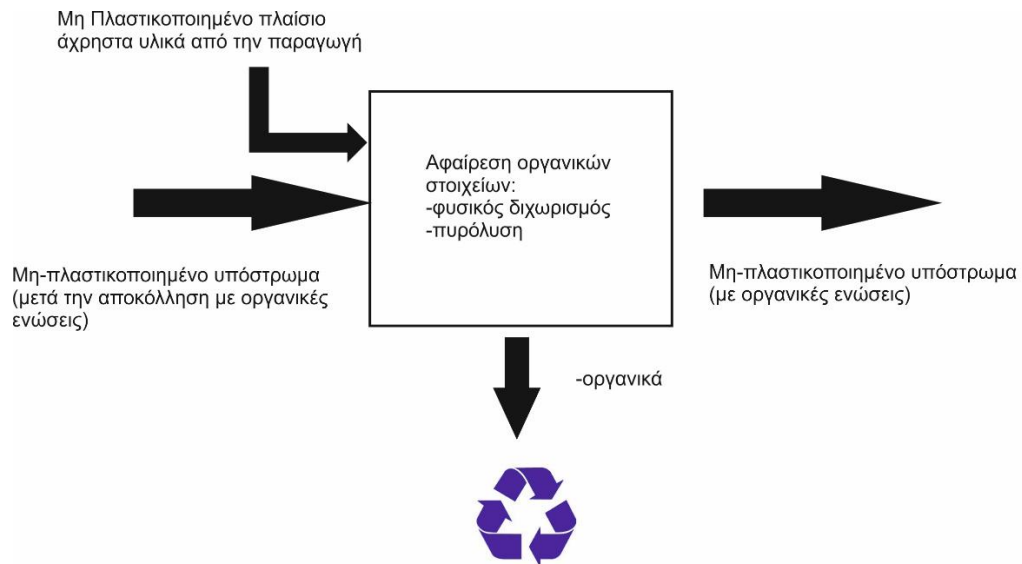 Μη Πλαστικοποιημένο πλαίσιο
άχρηστα υλικά από την παραγωγή
Αφαίρεση οργανικών
στοιχείων:
-φυσικός διχωρισμός
-πυρόλυση
Μη-πλαστικοποιημένο υπόστρωμα
(μετά την αποκόλληση με οργανικές
ενώσεις)
Μη-πλαστικοποιημένο υπόστρωμα
(με οργανικές ενώσεις)
-οργανικά